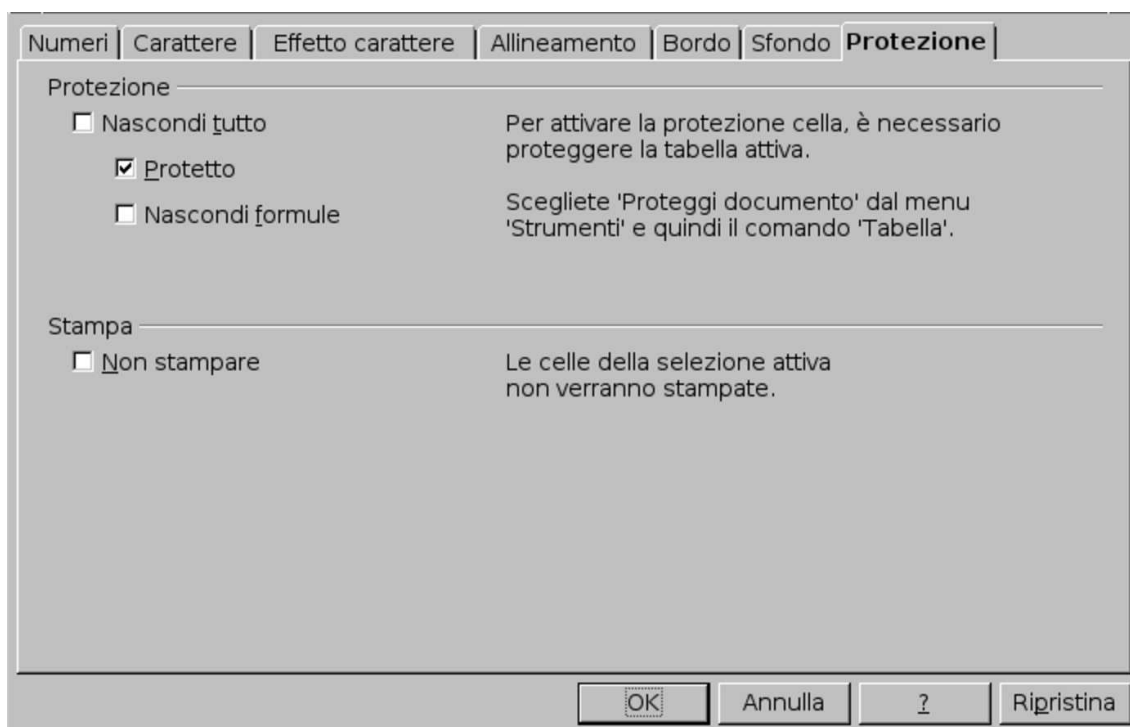 Numeri Carattere Effetto carattere Allineamento Bordo Sfondo Protezione
Protezione
Nascondi tutto
Protetto
Nascondi formule
Per attivare la protezione cella, è necessario
proteggere la tabella attiva.
Scegliete 'Proteggi documento' dal menu
'Strumenti' e quindi il comando 'Tabella'.
Stampa
Non stampare
Le celle della selezione attiva
non verranno stampate.
OK Annulla ? Ripristina